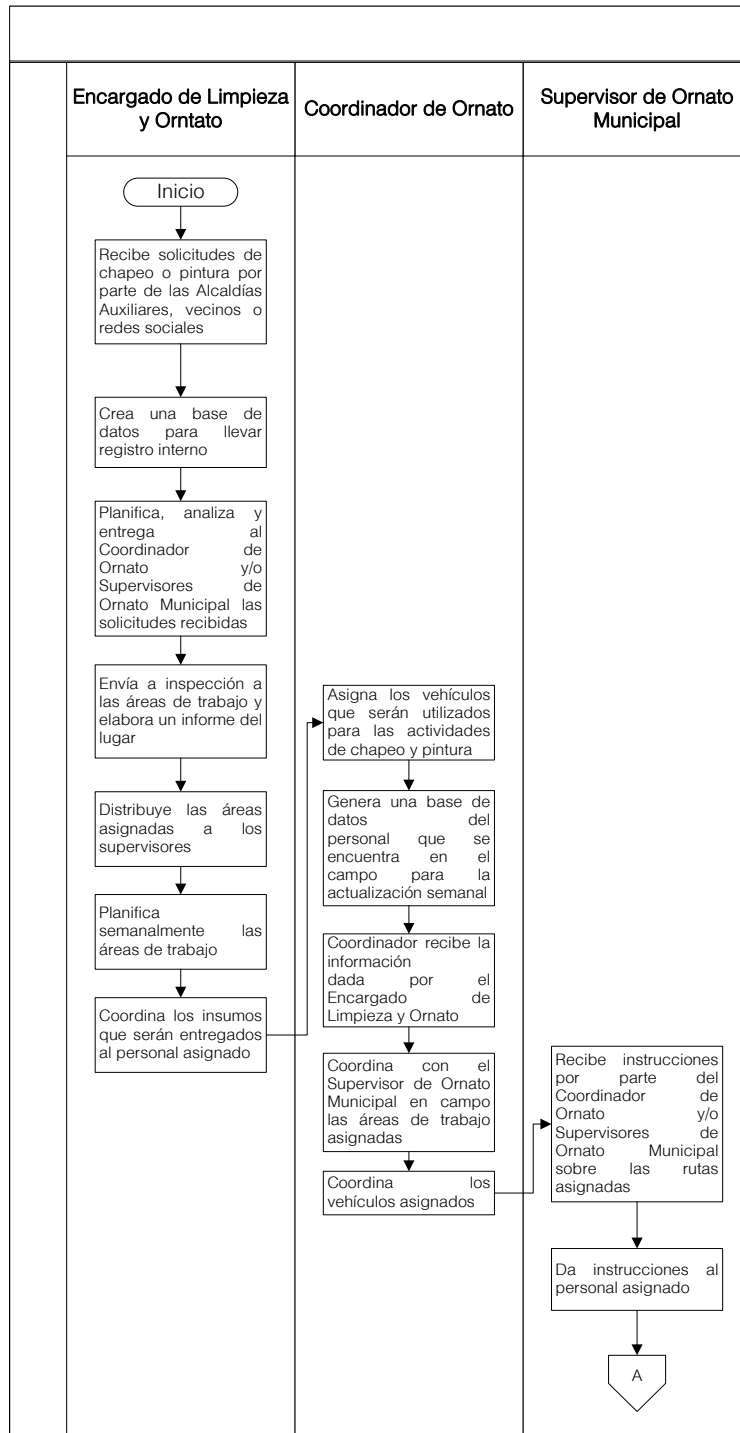 Encargado de Limpieza
y Orntato
Coordinador de Ornato
Supervisor de Ornato
Municipal
Inicio
Recibe solicitudes de
chapeo o pintura por
parte de las Alcaldías
Auxiliares, vecinos o
redes sociales
Crea una base de
datos para llevar
registro interno
Planifica, analiza y
entrega al
Coordinador de
Ornato y/o
Supervisores de
Ornato Municipal las
solicitudes recibidas
Envía a inspección a
las áreas de trabajo y
elabora un informe del
lugar
Distribuye las áreas
asignadas a los
supervisores
Planifica
semanalmente las
áreas de trabajo
Coordina los insumos
que serán entregados
al personal asignado
Asigna los vehículos
que serán utilizados
para las actividades
de chapeo y pintura
Genera una base de
datos del
personal que se
encuentra en el
campo para la
actualización semanal
Coordinador recibe la
información
dada por el
Encargado de
Limpieza y Ornato
Coordina con el
Supervisor de Ornato
Municipal en campo
las áreas de trabajo
asignadas
Coordina los
vehículos asignados
Recibe instrucciones
por parte del
Coordinador de
Ornato y/o
Supervisores de
Ornato Municipal
sobre las rutas
asignadas
Da instrucciones al
personal asignado
A